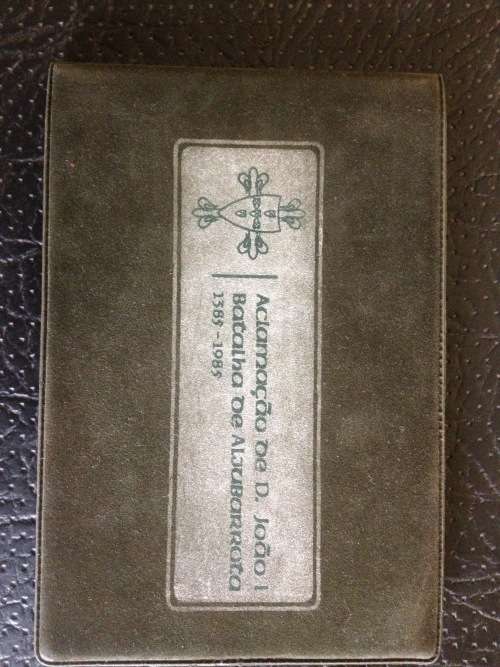 Aclamação de D. João I
Batalha de Aljubarrota
1385-1985